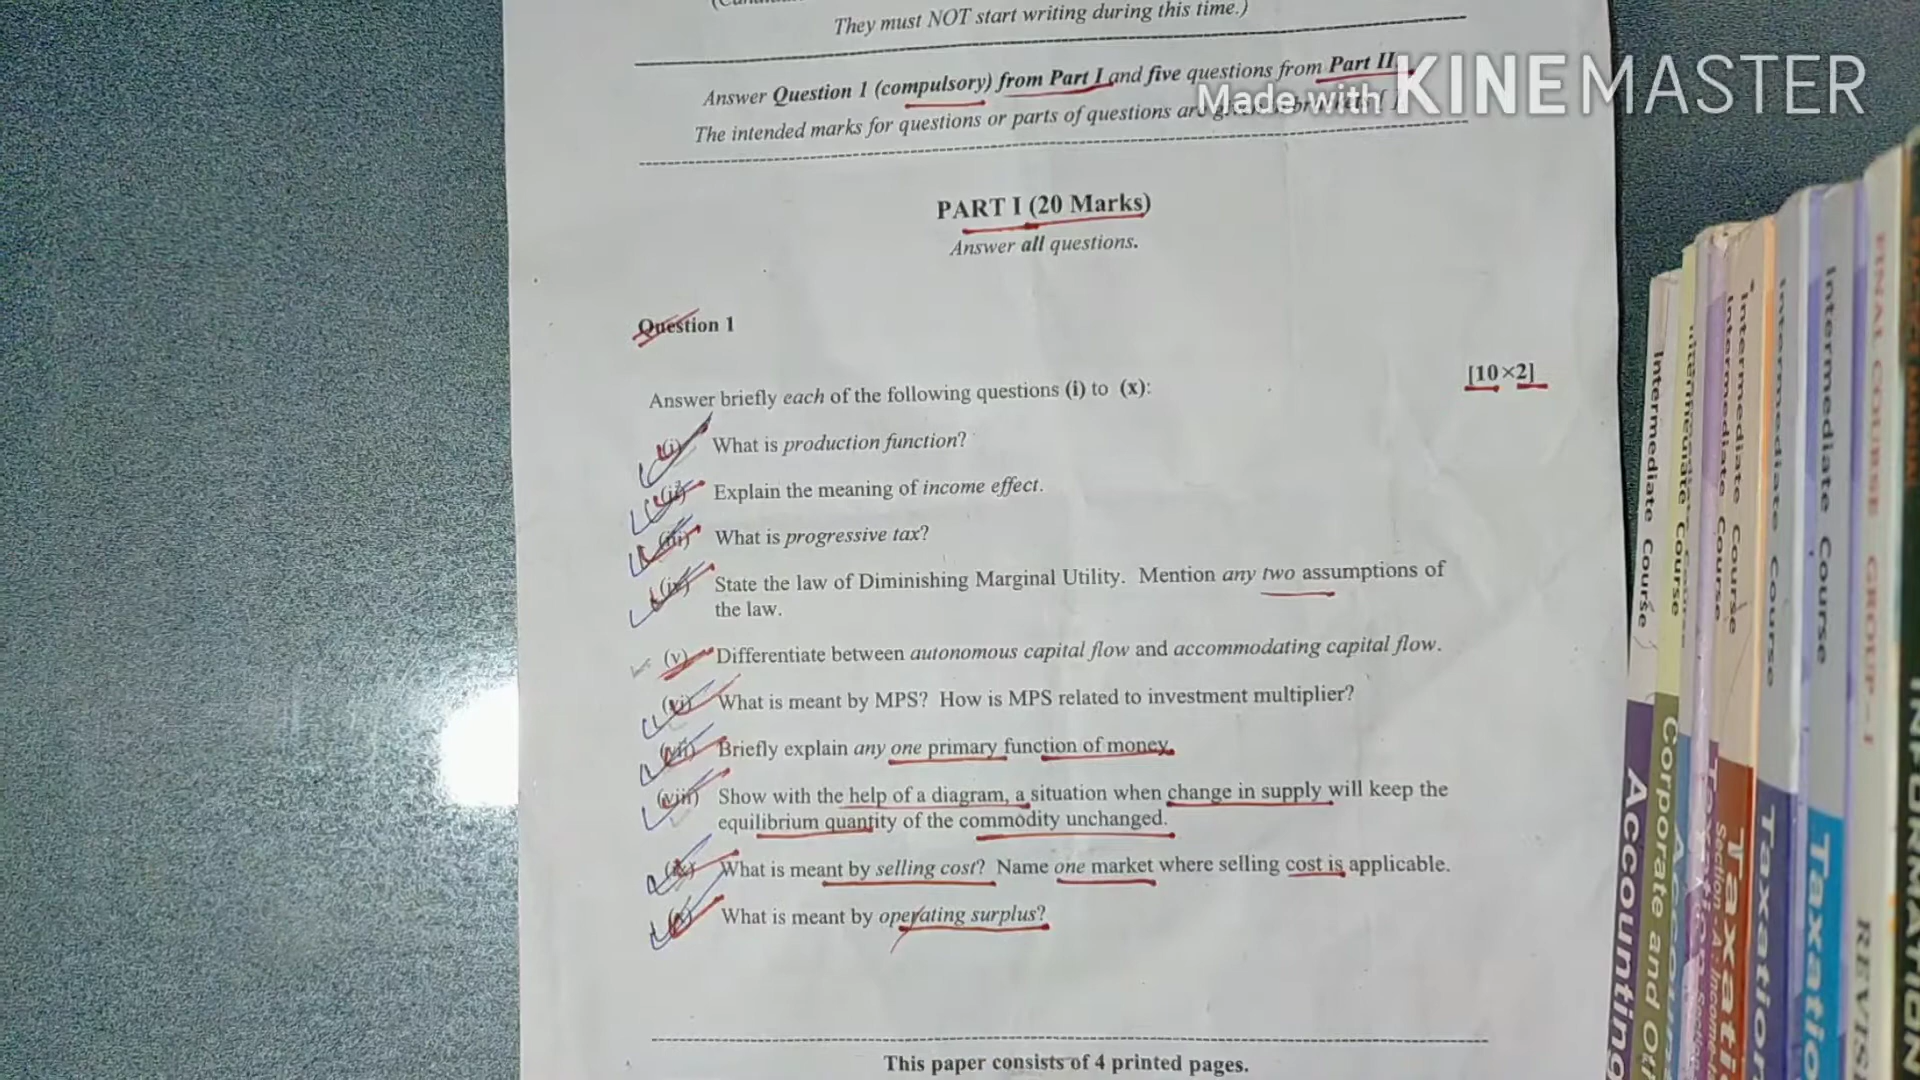 They must NOT start writing during this time.)
Answer Question 1 (compulsory) from Part I and five questions from Part II.
Made with KINEMASTER
The intended marks for questions or parts of questions are
PART I (20 Marks)
Answer all questions.
Question 1
[10×2]
Answer briefly each of the following questions (i) to (x):
(i) What is production function?
(ii) Explain the meaning of income effect.
(iii) What is progressive tax?
(iv) State the law of Diminishing Marginal Utility. Mention any two assumptions of
the law.
(v) Differentiate between autonomous capital flow and accommodating capital flow.
(vi) What is meant by MPS? How is MPS related to investment multiplier?
(vii) Briefly explain any one primary function of money.
(viii) Show with the help of a diagram, a situation when change in supply will keep the
equilibrium quantity of the commodity unchanged.
(ix) What is meant by selling cost? Name one market where selling cost is applicable.
(x) What is meant by operating surplus?
This paper consists of 4 printed pages.
Intermediate Course
Accounting
Intermediate Course
Corporate and
Intermediate Course
Intermediate Course
Taxation
Intermediate Course
Taxation
Intermediate Course
Taxatio
FINAL COURSE GROUP-I
REVIS
INFORMATION